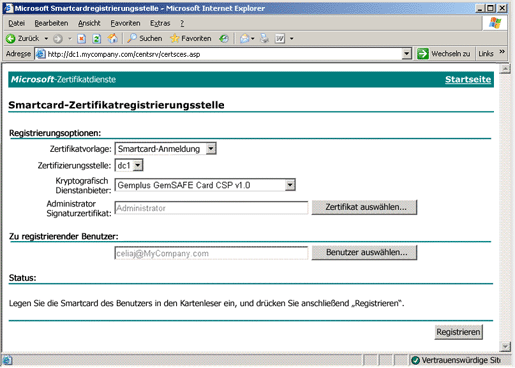 Microsoft Smartcardregistrierungsstelle - Microsoft Internet Explorer
Datei Bearbeiten Ansicht Favoriten Extras ?
Zurück Suchen Favoriten
Adresse http://dc1.mycompany.com/centsrv/certsces.asp Wechseln zu Links »
Microsoft-Zertifikatdienste Startseite
Smartcard-Zertifikatregistrierungsstelle
Registrierungsoptionen:
Zertifikatvorlage: Smartcard-Anmeldung
Zertifizierungsstelle: dc1
Kryptografisch
Dienstanbieter: Gemplus GemSAFE Card CSP v1.0
Administrator
Signaturzertifikat: Administrator Zertifikat auswählen...
Zu registrierender Benutzer:
celiaj@MyCompany.com Benutzer auswählen...
Status:
Legen Sie die Smartcard des Benutzers in den Kartenleser ein, und drücken Sie anschließend „Registrieren“.
Registrieren
Vertrauenswürdige Sit